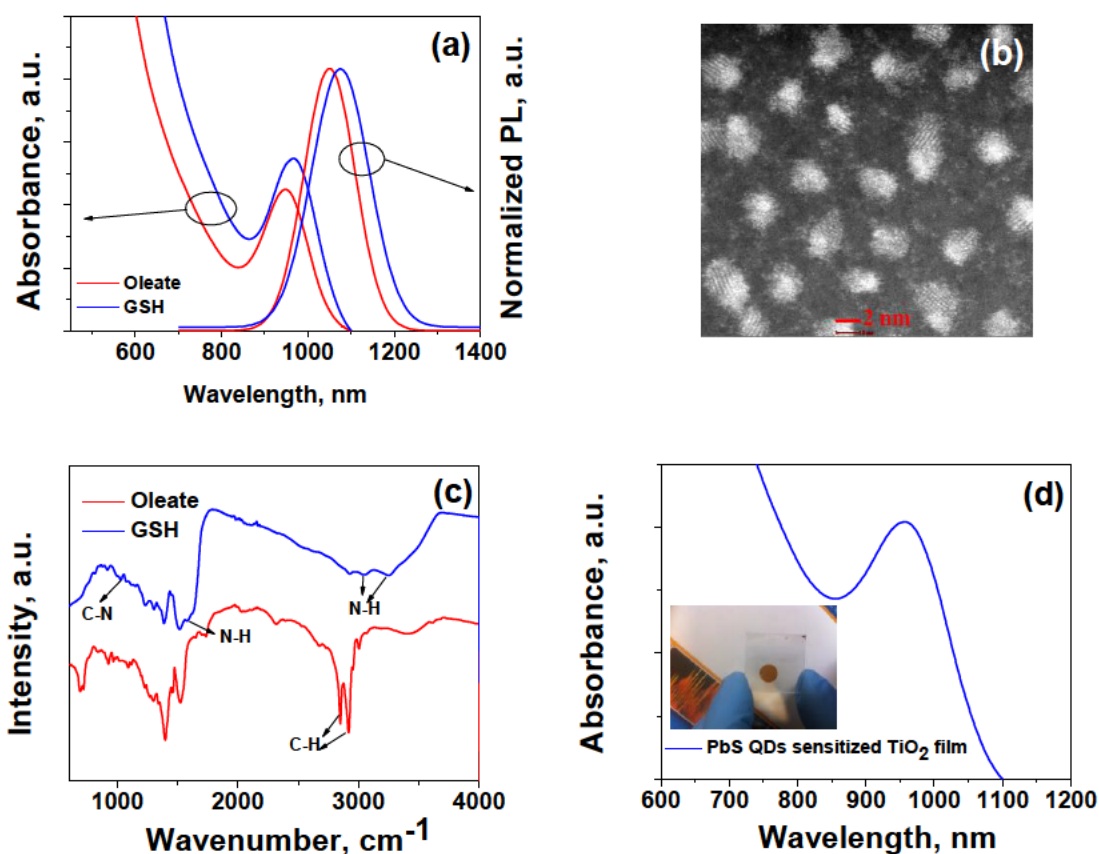 (a)
Absorbance, a.u.
Normalized PL, a.u.
Oleate
GSH
600 800 1000 1200 1400
Wavelength, nm
(b)
2 nm
(c)
Intensity, a.u.
Oleate
GSH
C-N
N-H
N-H
C-H
1000 2000 3000 4000
Wavenumber, cm-1
(d)
Absorbance, a.u.
PbS QDs sensitized TiO2 film
600 700 800 900 1000 1100 1200
Wavelength, nm